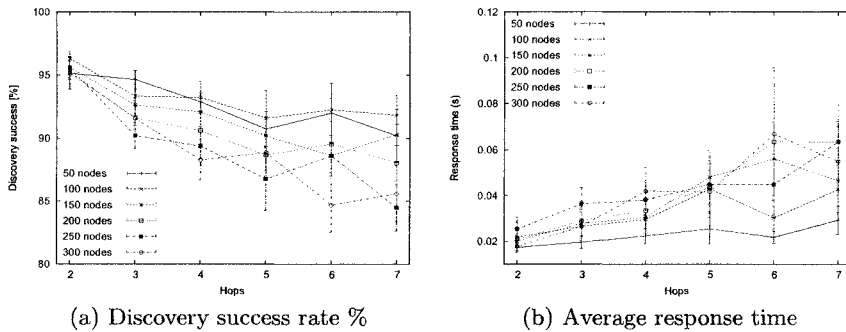 100
95
90
85
80
Discovery success [%]
50 nodes
100 nodes
150 nodes
200 nodes
250 nodes
300 nodes
2 3 4 5 6 7
Hops
(a) Discovery success rate %
0.12
0.1
0.08
0.06
0.04
0.02
Response time (s)
50 nodes
100 nodes
150 nodes
200 nodes
250 nodes
300 nodes
2 3 4 5 6 7
Hops
(b) Average response time